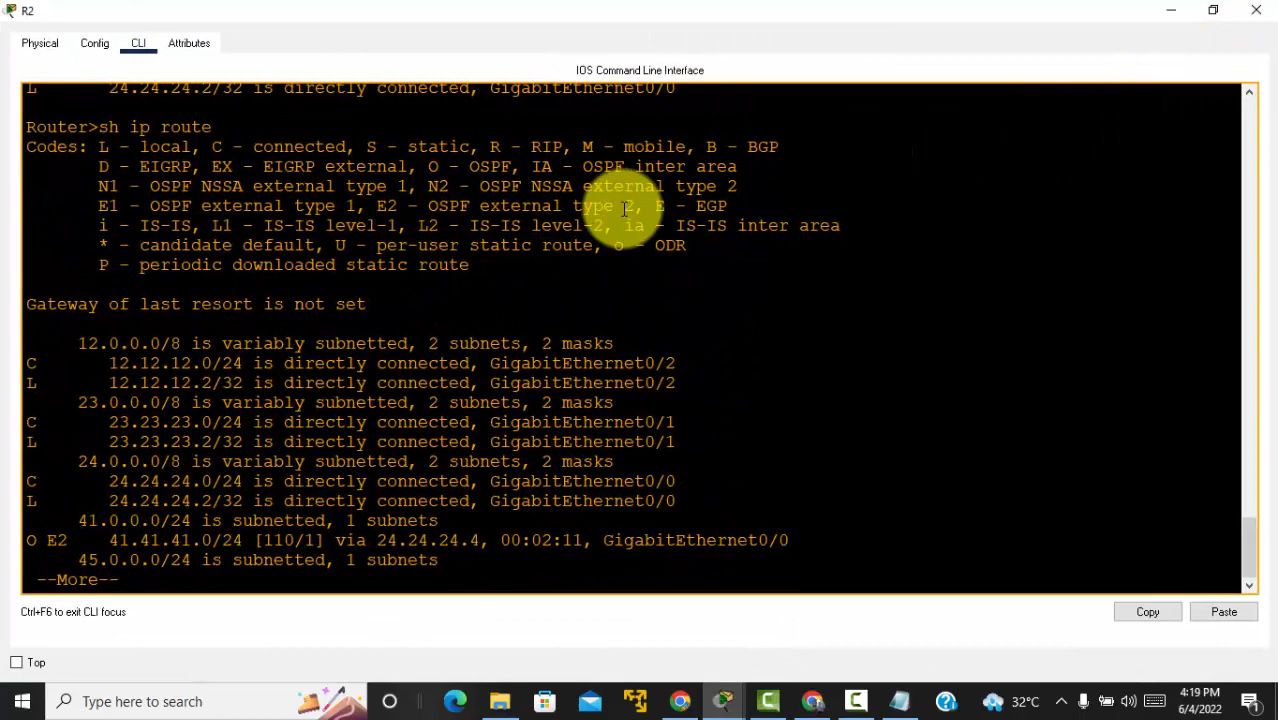 R2
Physical Config CLI Attributes
IOS Command Line Interface
L 24.24.24.2/32 is directly connected, GigabitEthernet0/0
Router>sh ip route
Codes: L - local, C - connected, S - static, R - RIP, M - mobile, B - BGP
D - EIGRP, EX - EIGRP external, O - OSPF, IA - OSPF inter area
N1 - OSPF NSSA external type 1, N2 - OSPF NSSA external type 2
E1 - OSPF external type 1, E2 - OSPF external type 2, E - EGP
i - IS-IS, L1 - IS-IS level-1, L2 - IS-IS level-2, ia - IS-IS inter area
* - candidate default, U - per-user static route, o - ODR
P - periodic downloaded static route
Gateway of last resort is not set
12.0.0.0/8 is variably subnetted, 2 subnets, 2 masks
C 12.12.12.0/24 is directly connected, GigabitEthernet0/2
L 12.12.12.2/32 is directly connected, GigabitEthernet0/2
23.0.0.0/8 is variably subnetted, 2 subnets, 2 masks
C 23.23.23.0/24 is directly connected, GigabitEthernet0/1
L 23.23.23.2/32 is directly connected, GigabitEthernet0/1
24.0.0.0/8 is variably subnetted, 2 subnets, 2 masks
C 24.24.24.0/24 is directly connected, GigabitEthernet0/0
L 24.24.24.2/32 is directly connected, GigabitEthernet0/0
41.0.0.0/24 is subnetted, 1 subnets
O E2 41.41.41.0/24 [110/1] via 24.24.24.4, 00:02:11, GigabitEthernet0/0
45.0.0.0/24 is subnetted, 1 subnets
--More--
Ctrl+F6 to exit CLI focus
Copy Paste
Top
Type here to search
32°C
4:19 PM
6/4/2022